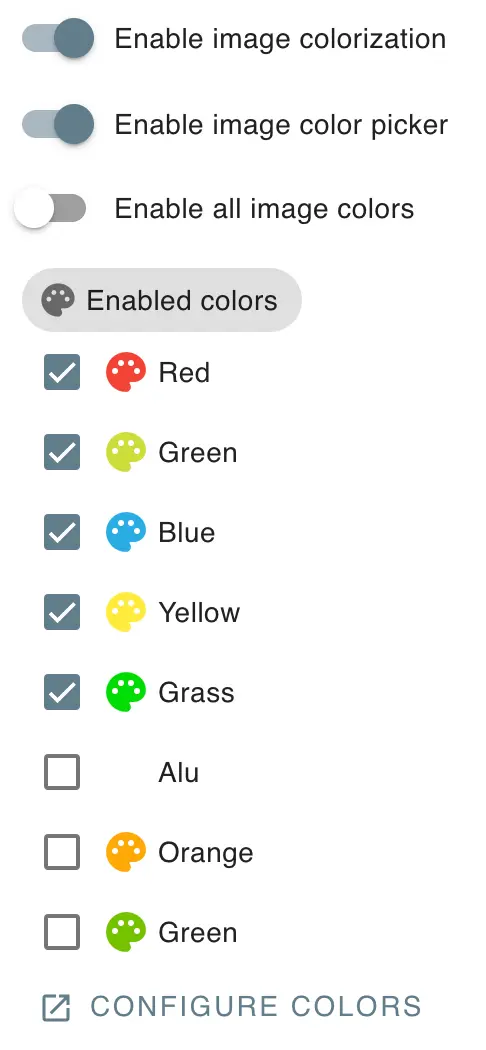 Enable image colorization
Enable image color picker
Enable all image colors
Enabled colors
Red
Green
Blue
Yellow
Grass
Alu
Orange
Green
CONFIGURE COLORS